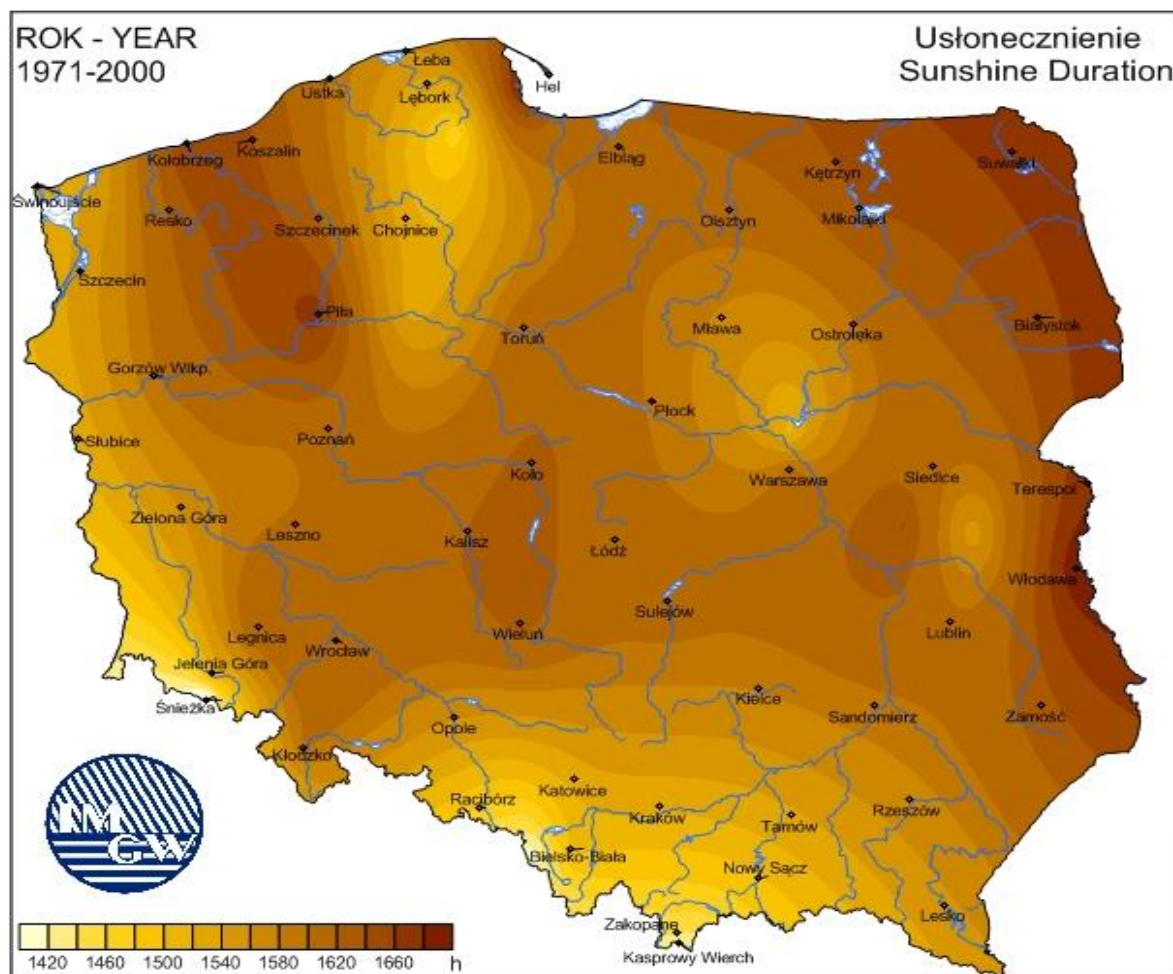 ROK - YEAR
1971-2000
Usłonecznienie
Sunshine Duration
Łeba
Hel
Ustka
Lębork
Koszalin
Kołobrzeg
Elbląg
Suwałki
Kętrzyn
Świnoujście
Resko
Szczecinek
Chojnice
Olsztyn
Mikołajki
Szczecin
Piła
Toruń
Mława
Ostrołęka
Białystok
Gorzów Wlkp.
Płock
Słubice
Poznań
Koło
Warszawa
Siedlce
Terespol
Zielona Góra
Leszno
Kalisz
Łódź
Włodawa
Sulejów
Legnica
Wrocław
Wieluń
Lublin
Jelenia Góra
Śnieżka
Kielce
Sandomierz
Zamość
Opole
Kłodzko
Katowice
Racibórz
Kraków
Tarnów
Rzeszów
Bielsko-Biała
Nowy Sącz
Lesko
Zakopane
Kasprowy Wierch
IMGW
1420 1460 1500 1540 1580 1620 1660 h